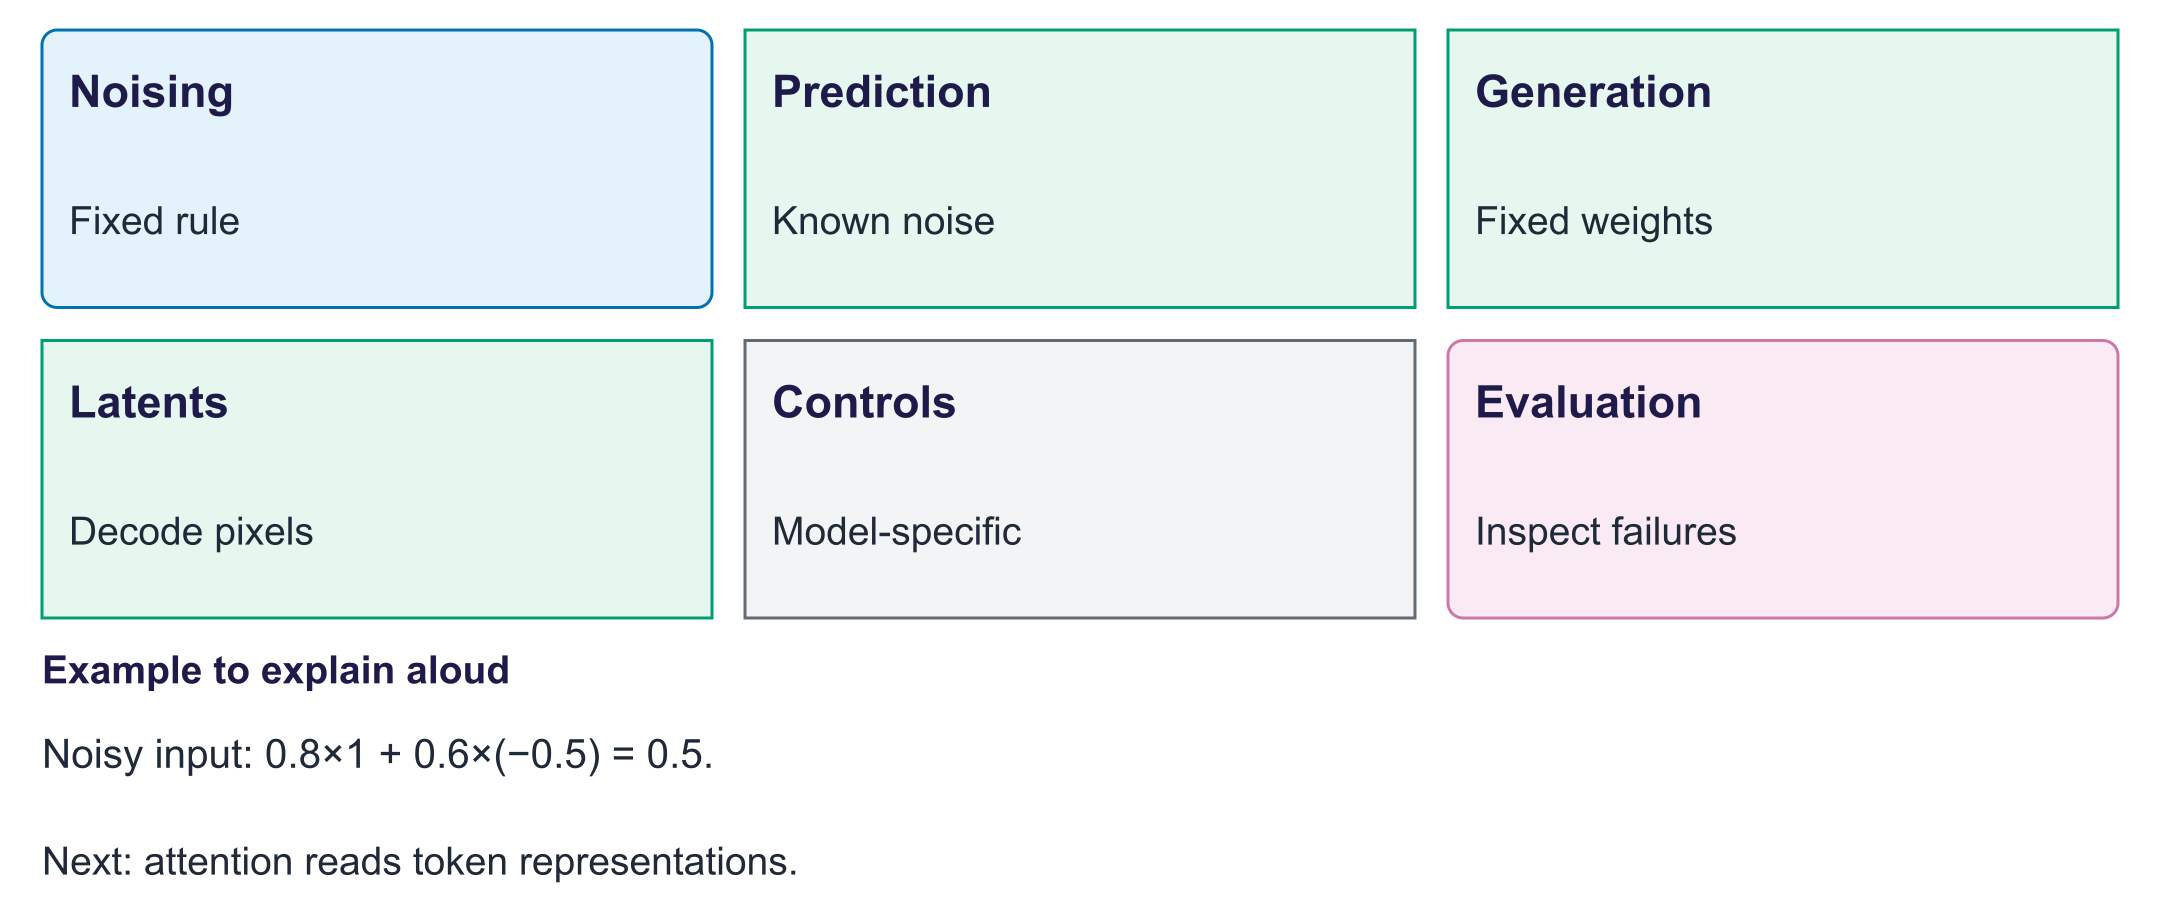 Noising
Fixed rule
Prediction
Known noise
Generation
Fixed weights
Latents
Decode pixels
Controls
Model-specific
Evaluation
Inspect failures
Example to explain aloud
Noisy input: 0.8×1 + 0.6×(−0.5) = 0.5.
Next: attention reads token representations.